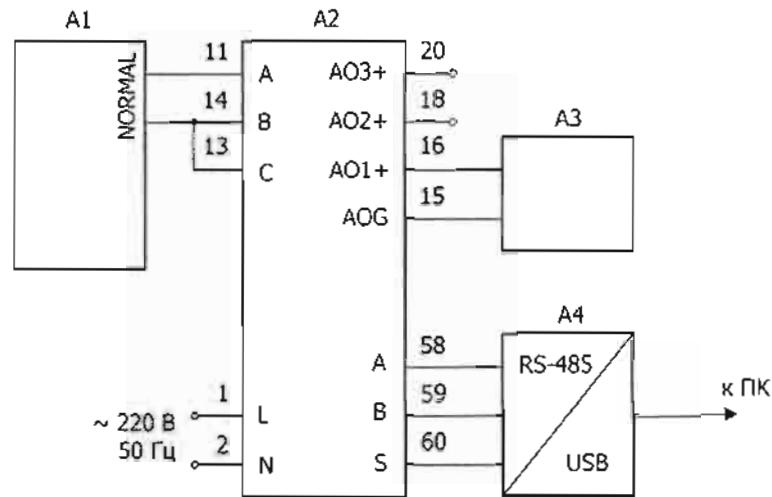 A1
A2
NORMAL
11
A
14
B
13
C
20
AO3+
18
AO2+
16
AO1+
15
AOG
A3
A4
58
A
59
B
60
S
RS-485
USB
к ПК
1
L
~ 220 В
50 Гц
2
N